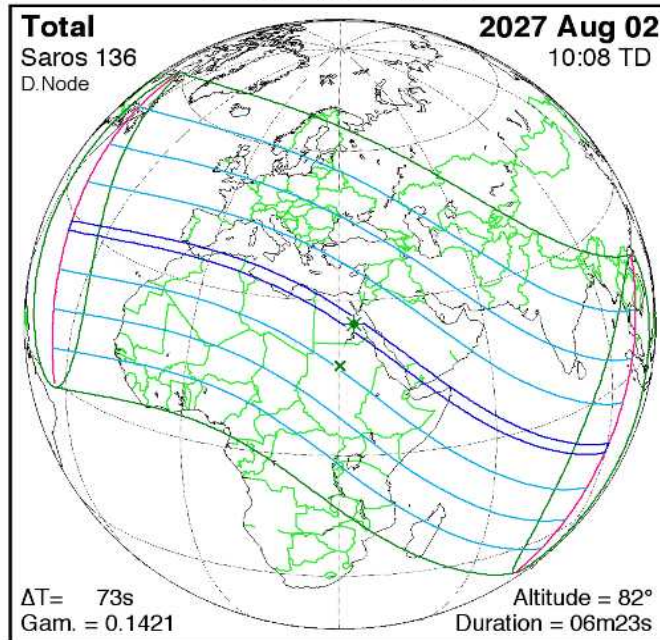 Total
2027 Aug 02
Saros 136
10:08 TD
D.Node
ΔT= 73s
Altitude = 82°
Gam. = 0.1421
Duration = 06m23s